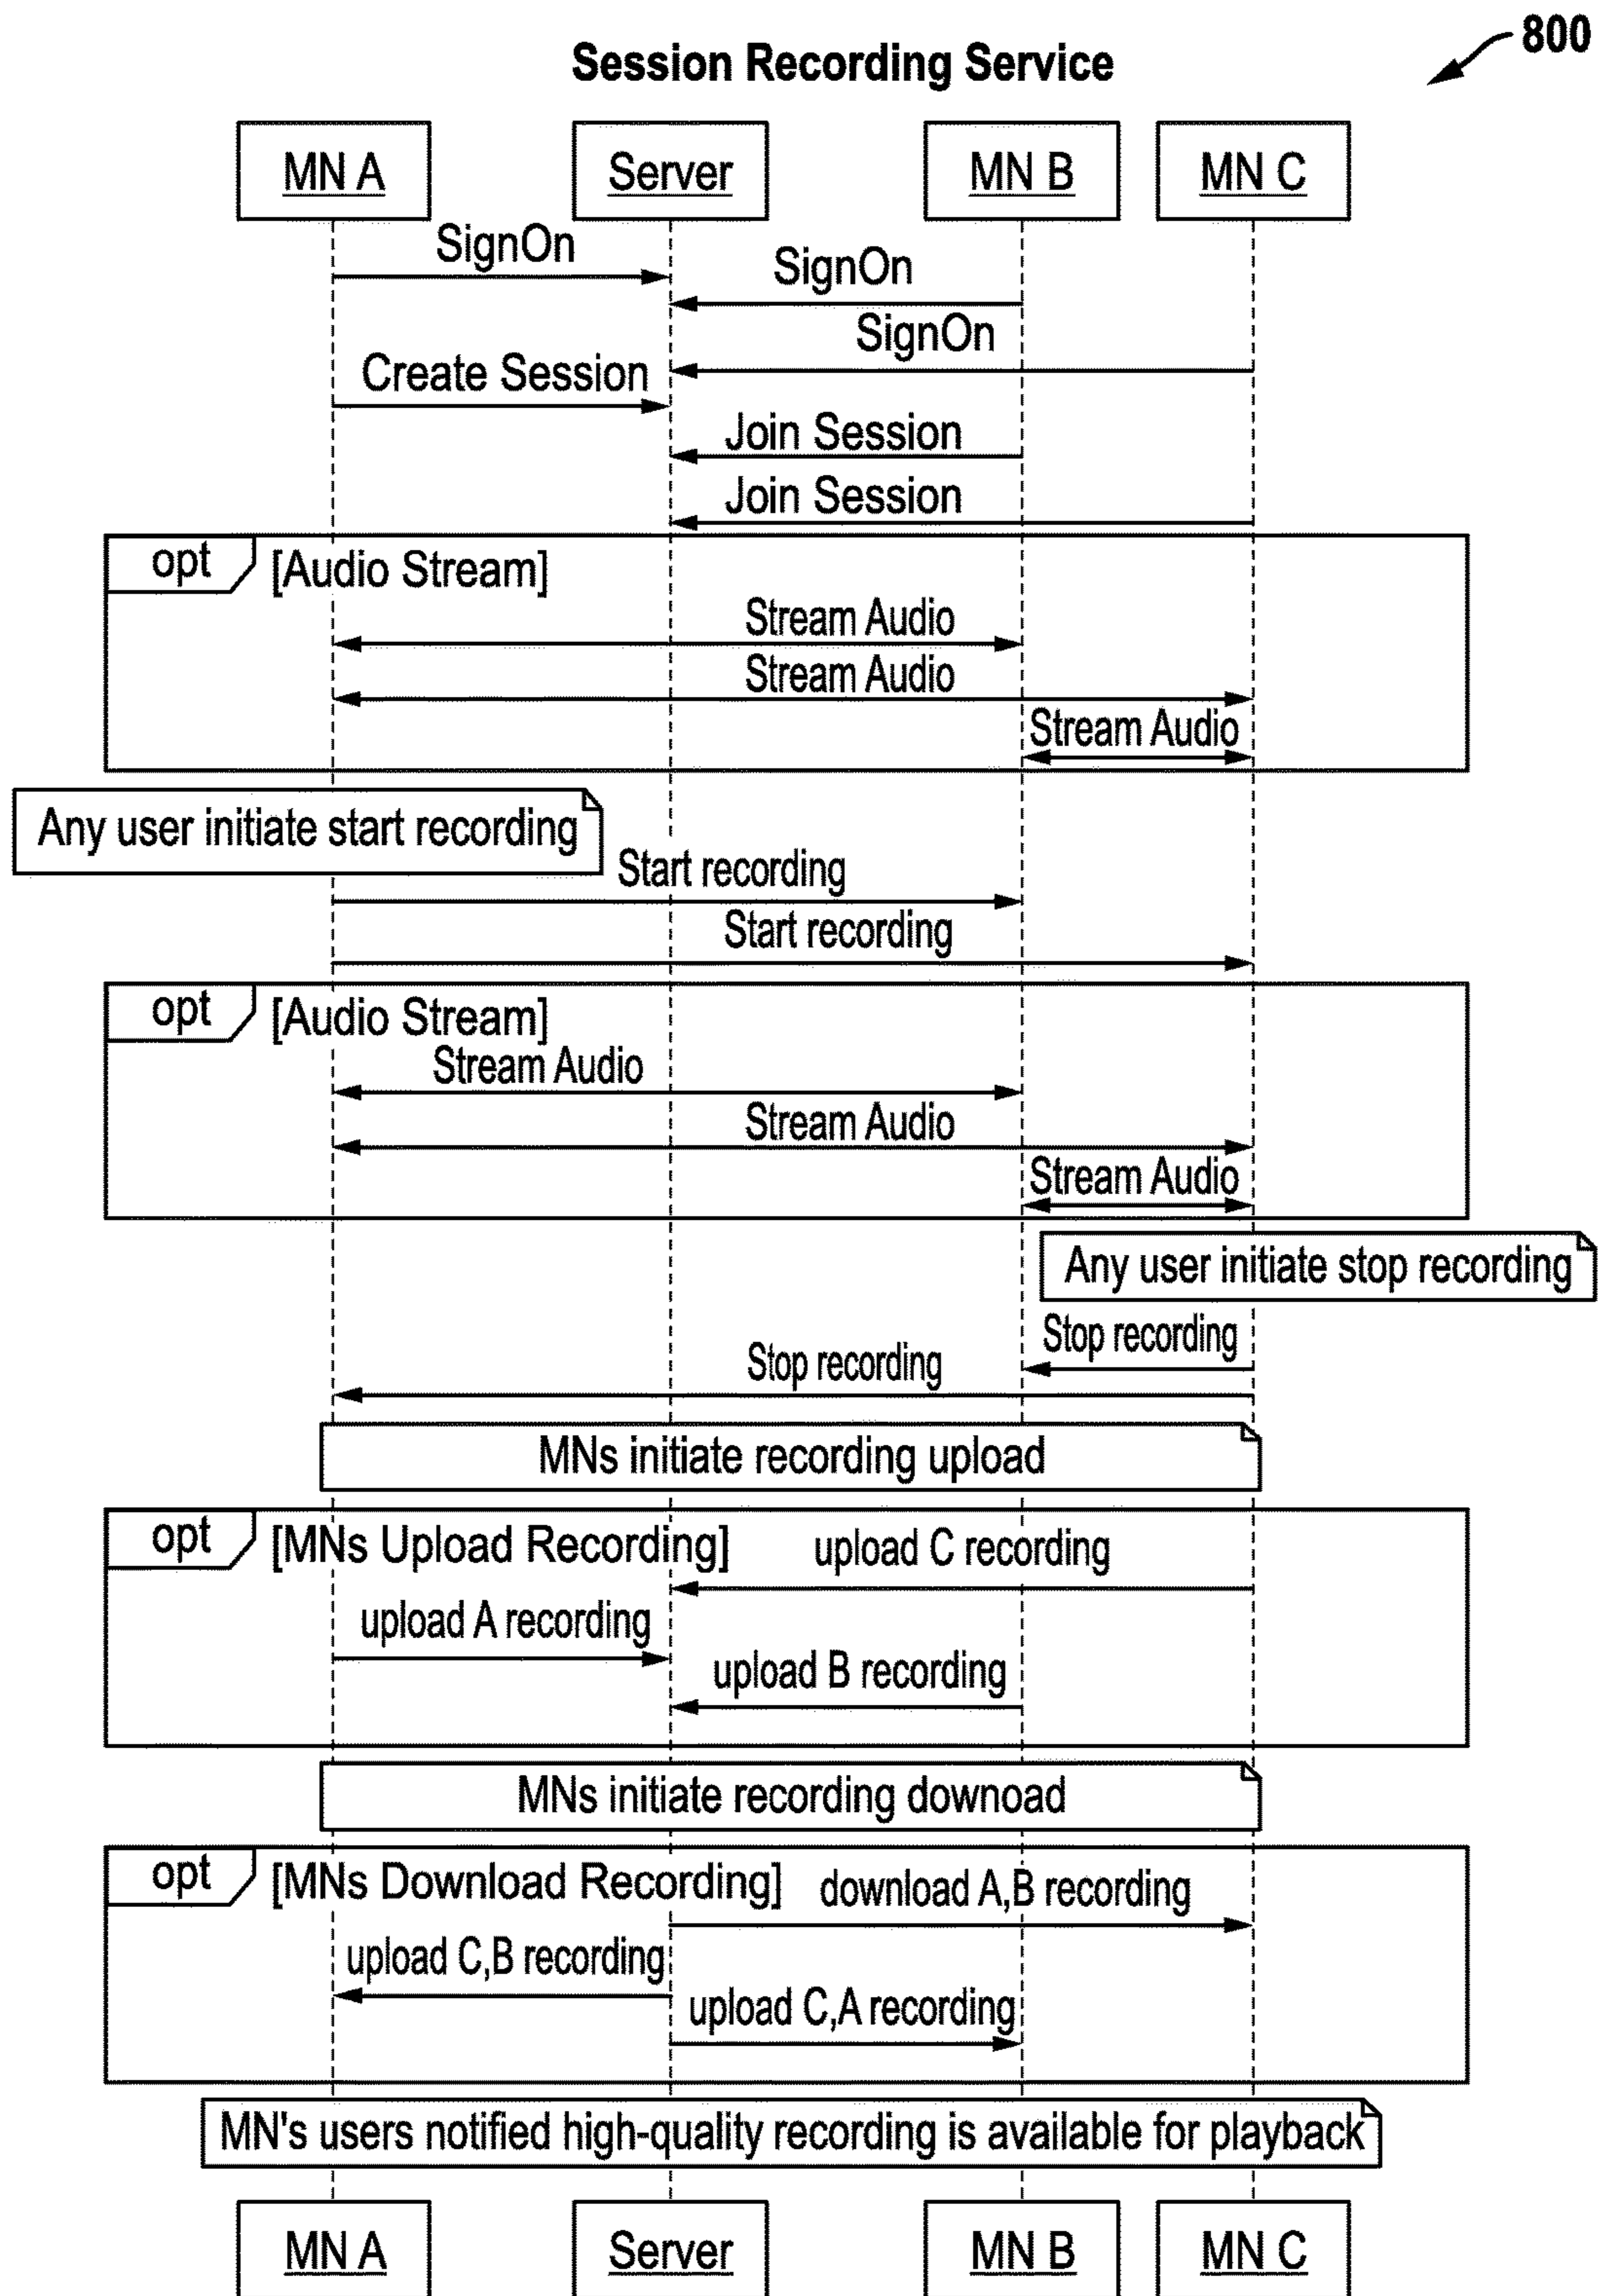 800
Session Recording Service
MN A
Server
MN B
MN C
SignOn
SignOn
SignOn
Create Session
Join Session
Join Session
opt
[Audio Stream]
Stream Audio
Stream Audio
Stream Audio
Any user initiate start recording
Start recording
Start recording
opt
[Audio Stream]
Stream Audio
Stream Audio
Stream Audio
Any user initiate stop recording
Stop recording
Stop recording
MNs initiate recording upload
opt
[MNs Upload Recording]
upload C recording
upload A recording
upload B recording
MNs initiate recording downoad
opt
[MNs Download Recording]
download A,B recording
upload C,B recording
upload C,A recording
MN's users notified high-quality recording is available for playback
MN A
Server
MN B
MN C